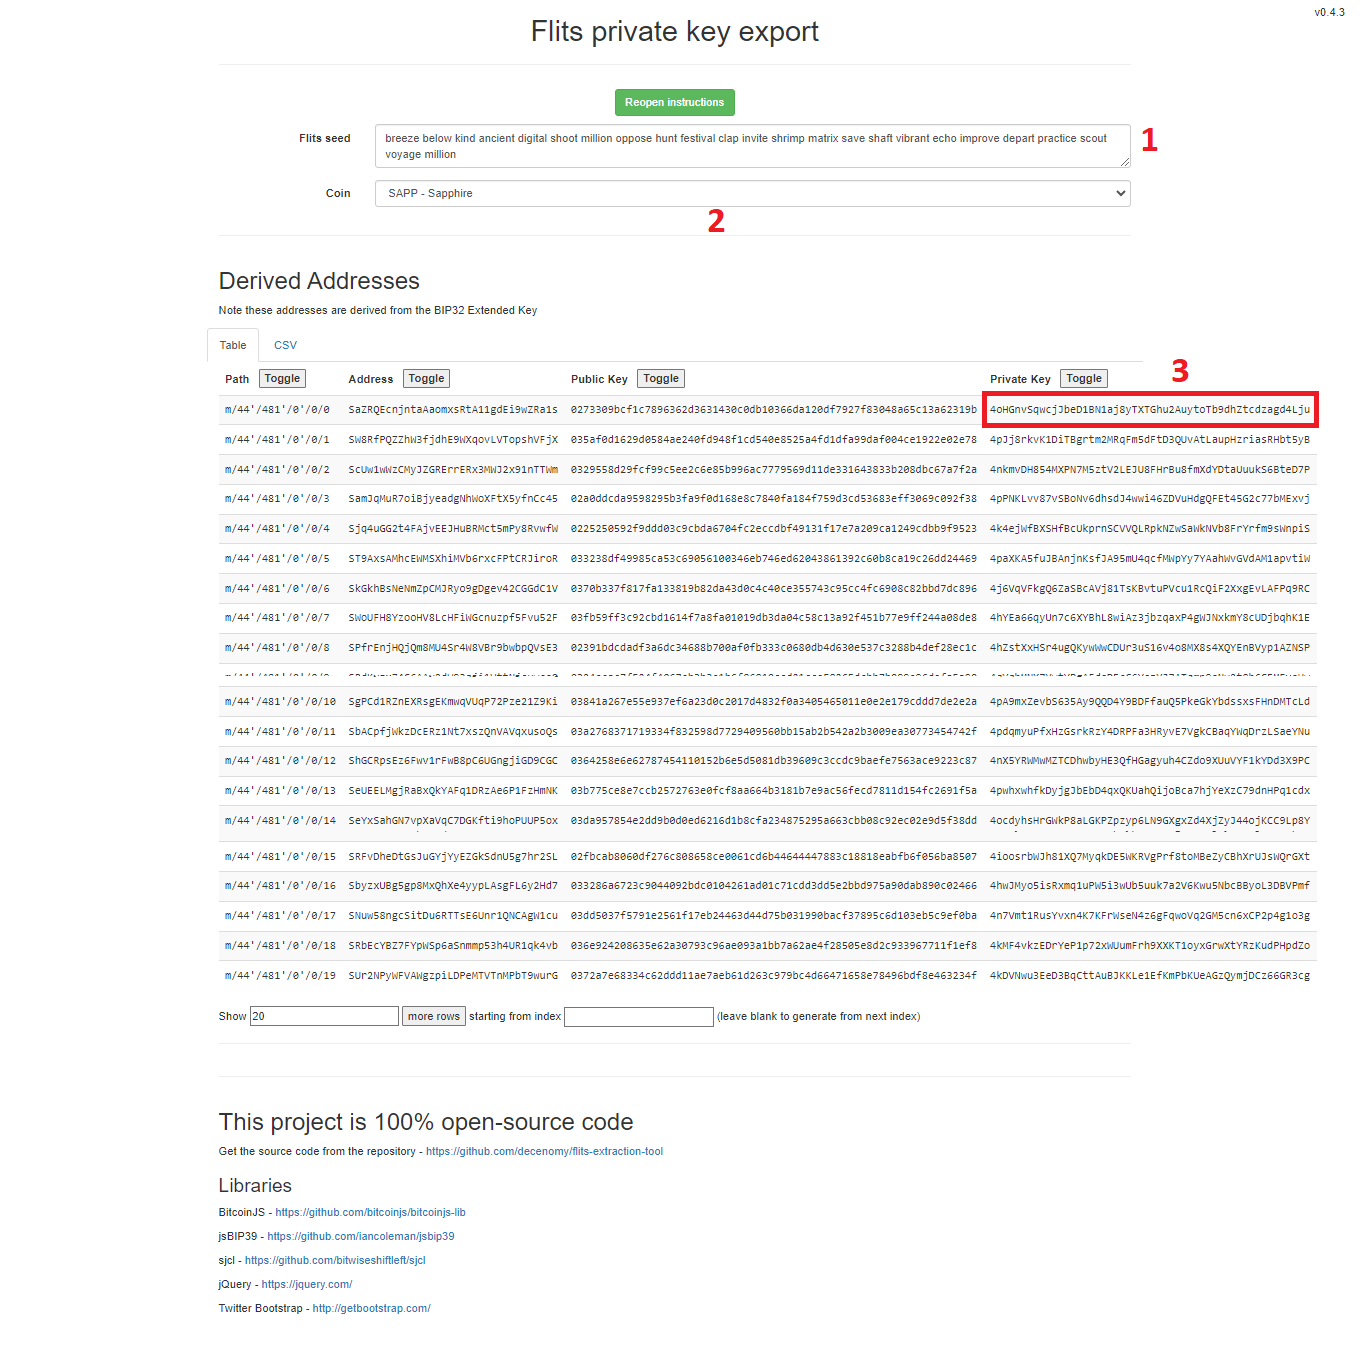 v0.4.3
Flits private key export
Reopen instructions
Flits seed
breeze below kind ancient digital shoot million oppose hunt festival clap invite shrimp matrix save shaft vibrant echo improve depart practice scout
voyage million
1
Coin
SAPP - Sapphire
2
Derived Addresses
Note these addresses are derived from the BIP32 Extended Key
Table CSV
3
Path Toggle Address Toggle Public Key Toggle Private Key Toggle
m/44'/481'/0'/0/0 SaZRQEcnjntaAaomxsRtA11gdEi9wZRa1s 0273309bcf1c7896362d3631430c0db10366da120df7927f83048a65c13a62319b 4oHGnvSqwcjJbeD1BN1aj8yTXTGhu2AuytoTb9dhZtcdzagd4Lju
m/44'/481'/0'/0/1 SW8RfPQZZhW3fjdhE9WXqovLVTopshVFjX 035af0d1629d0584ae240fd948f1cd540e8525a4fd1dfa99daf004ce1922e02e78 4pJj8rkvK1DiTBgrtm2MRqFm5dFtD3QUvAtLaupHzriasRHbt5yB
m/44'/481'/0'/0/2 ScUw1wWzCMyJZGRErrERx3MWJ2x91nTTWm 0329558d29fcf99c5ee2c6e85b996ac7779569d11de331643833b208dbc67a7f2a 4nkmvDH854MXPN7M5ztV2LEJU8FHrBu8fmXdYDtaUuukS6BteD7P
m/44'/481'/0'/0/3 SamJqMuR7oiBjyeadgNhWoXFtX5yfnCc45 02a0ddcda9598295b3fa9f0d168e8c7840fa184f759d3cd53683eff3069c092f38 4pPNKLvv87vSBoNv6dhsdJ4wwi46ZDVuHdgQFEt45G2c77bMExvj
m/44'/481'/0'/0/4 Sjq4uGG2t4FAjvEEJHuBRMct5mPy8RvwfW 0225250592f9ddd03c9cbda6704fc2eccdbf49131f17e7a209ca1249cdbb9f9523 4k4ejWfBXSHfBcUkprnSCVVQLRpkNZwSaWkNVb8FrYrfm9sWnpiS
m/44'/481'/0'/0/5 ST9AxsAMhcEWMSXhiMVb6rxcFPtCRJiroR 033238df49985ca53c69056100346eb746ed62043861392c60b8ca19c26dd24469 4paXKA5fuJBAnjnKsfJA95mU4qcfMWpYy7YAahWvGVdAM1apvtiW
m/44'/481'/0'/0/6 SkGkhBsNeNmZpCMJRyo9gDgev42CGGdC1V 0370b337f817fa133819b82da43d0c4c40ce355743c95cc4fc6908c82bbd7dc896 4j6VqVFkgQ6ZaSBcAVj81TsKBvtuPVcu1RcQiF2XxgEvLAFPq9RC
m/44'/481'/0'/0/7 SWoUFH8YzooHV8LcHFiWGcnuzpf5Fvu52F 03fb59ff3c92cbd1614f7a8fa01019db3da04c58c13a92f451b77e9ff244a08de8 4hYEa66qyUn7c6XYBhL8wiAz3jbzqaxP4gWJNxkmY8cUDjbqhK1E
m/44'/481'/0'/0/8 SPfrEnjHQjQm8MU4Sr4W8VBr9bwbpQVsE3 02391bdcdadf3a6dc34688b700af0fb333c0680db4d630e537c3288b4def28ec1c 4hZstXxHSr4ugQKywWwCDUr3uS16v4o8MX8s4XQYEnBVyp1AZNSP
m/44'/481'/0'/0/10 SgPCd1RZnEXRsgEKmwqVUqP72Pze21Z9Ki 03841a267e55e937ef6a23d0c2017d4832f0a3405465011e0e2e179cddd7de2e2a 4pA9mxZevbS635Ay9QQD4Y9BDFfauQ5PkeGkYbdssxsFHnDMTcLd
m/44'/481'/0'/0/11 SbACpfjWkzDcERz1Nt7xszQnVAVqxusoQs 03a2768371719334f832598d7729409560bb15ab2b542a2b3009ea30773454742f 4pdqmyuPfxHzGsrkRzY4DRPFa3HRyvE7VgkCBaqYWqDrzLSaeYNu
m/44'/481'/0'/0/12 ShGCRpsEz6Fwv1rFwB8pC6UGngjiGD9CGC 0364258e6e62787454110152b6e5d5081db39609c3ccdc9baefe7563ace9223c87 4nX5YRWMwMZTCDhwbyHE3QfHGagyuh4CZdo9XUuVYF1kYDd3X9PC
m/44'/481'/0'/0/13 SeUEELMgjRaBxQkYAFq1DRzAe6P1FzHmNK 03b775ce8e7ccb2572763e0fcf8aa664b3181b7e9ac56fecd7811d154fc2691f5a 4pwhxwhfkDyjgJbEbD4qxQKUahQijoBca7hjYeXzC79dnHPq1cdx
m/44'/481'/0'/0/14 SeYxSahGN7vpXaVqC7DGKfti9hoPUUP5ox 03da957854e2dd9b0d0ed6216d1b8cfa234875295a663cbb08c92ec02e9d5f38dd 4ocdyhsHrGWkP8aLGKPZpzyp6LN9GXgxZd4XjZyJ44ojKCC9Lp8Y
m/44'/481'/0'/0/15 SRFvDheDtGsJuGYjYyEZGkSdnU5g7hr2SL 02fbcab8060df276c808658ce0061cd6b44644447883c18818eabfb6f056ba8507 4ioosrbWJh81XQ7MyqkDE5WKRVgPrf8toMBeZyCBhXrUJsWQrGXt
m/44'/481'/0'/0/16 SbyzxUBg5gp8MxQhXe4yypLAsgFL6y2Hd7 033286a6723c9044092bdc0104261ad01c71cdd3dd5e2bbd975a90dab890c02466 4hwJMyo5isRxmq1uPW5i3wUb5uuk7a2V6Kwu5NbcBByoL3DBVPmf
m/44'/481'/0'/0/17 SNuw58ngcSitDu6RTTsE6Unr1QNCAgW1cu 03dd5037f5791e2561f17eb24463d44d75b031990bacf37895c6d103eb5c9ef0ba 4n7Vmt1RusYvxn4K7KFrWseN4z6gFqwoVq2GM5cn6xCP2p4g1o3g
m/44'/481'/0'/0/18 SRbEcYBZ7FYpWSp6aSnmmp53h4UR1qk4vb 036e924208635e62a30793c96ae093a1bb7a62ae4f28505e8d2c933967711f1ef8 4kMF4vkzEDrYeP1p72xWUumFrh9XXKT1oyxGrwXtYRzKudPHpdZo
m/44'/481'/0'/0/19 SUr2NPyWFVAWgzpiLDPeMTVTnMPbT9wurG 0372a7e68334c62ddd11ae7aeb61d263c979bc4d66471658e78496bdf8e463234f 4kDVNwu3EeD3BqCttAuBJKKLe1EfKmPbKUeAGzQymjDCz66GR3cg
Show 20 more rows starting from index (leave blank to generate from next index)
This project is 100% open-source code
Get the source code from the repository - https://github.com/decenomy/flits-extraction-tool
Libraries
BitcoinJS - https://github.com/bitcoinjs/bitcoinjs-lib
jsBIP39 - https://github.com/iancoleman/jsbip39
sjcl - https://github.com/bitwiseshiftleft/sjcl
jQuery - https://jquery.com/
Twitter Bootstrap - http://getbootstrap.com/